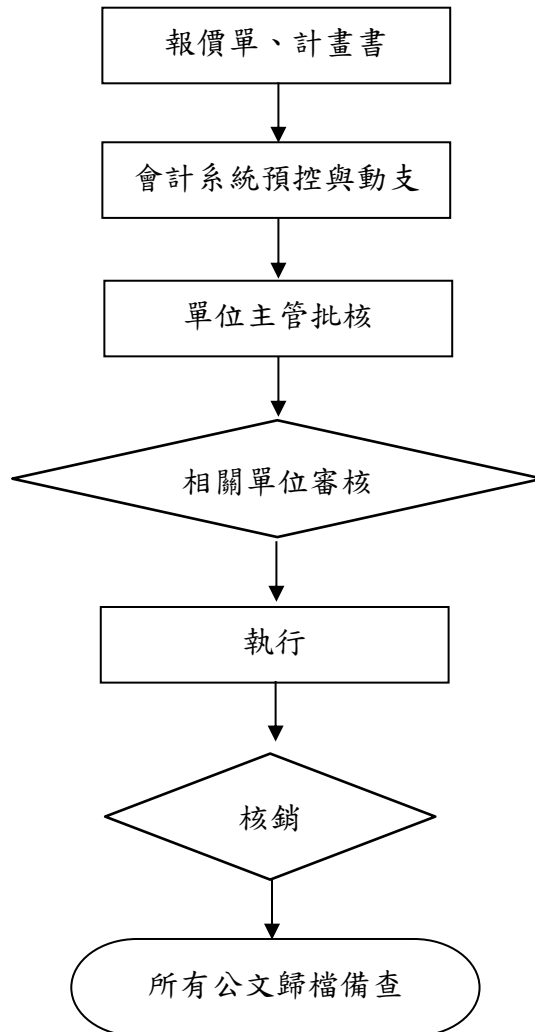 報價單、計畫書
會計系統預控與動支
單位主管批核
相關單位審核
執行
核銷
所有公文歸檔備查